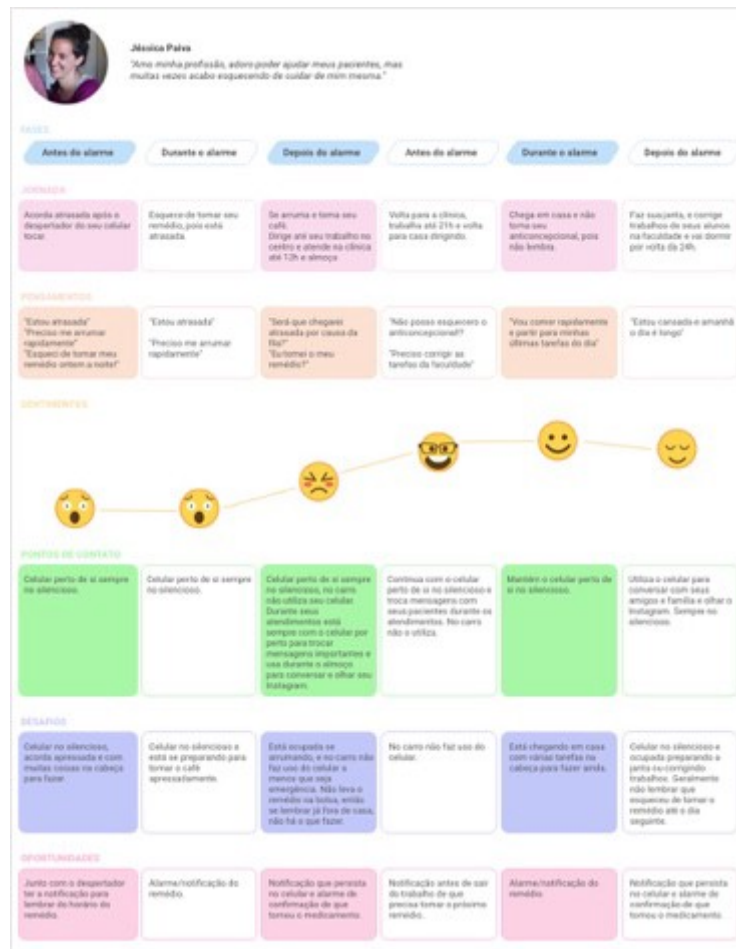 Jéssica Paiva
"Amo minha profissão, adoro poder ajudar meus pacientes, mas
muitas vezes acabo esquecendo de cuidar de mim mesma."
FASES
Antes do alarme
Durante o alarme
Depois do alarme
Antes do alarme
Durante o alarme
Depois do alarme
JORNADA
Acorda atrasada após o
despertador do seu celular
tocar.
Esquece de tomar seu
remédio, pois está
atrasada.
Se arruma e toma seu
café.
Dirige até seu trabalho no
centro e atende na clínica
até 12h e almoça.
Volta para a clínica,
trabalha até 21h e volta
para casa dirigindo.
Chega em casa e não
toma seu
anticoncepcional, pois
não lembra.
Faz sua janta, e corrige
trabalhos de seus alunos
na faculdade e vai dormir
por volta da 24h.
PENSAMENTOS
"Estou atrasada"
"Preciso me arrumar
rapidamente"
"Esqueci de tomar meu
remédio ontem a noite!"
"Estou atrasada"
"Preciso me arrumar
rapidamente"
"Será que chegarei
atrasada por causa da
fila?"
"Eu tomei o meu
remédio?"
"Não posso esquecero o
anticoncepcional!?
"Preciso corrigir as
tarefas da faculdade"
"Vou comer rapidamente
e partir para minhas
últimas tarefas do dia"
"Estou cansada e amanhã
o dia é longo"
SENTIMENTOS
PONTOS DE CONTATO
Celular perto de si sempre
no silencioso.
Celular perto de si sempre
no silencioso.
Celular perto de si sempre
no silencioso, no carro
não utiliza seu celular.
Durante seus
atendimentos está
sempre com o celular por
perto para trocar
mensagens importantes e
usa durante o almoço
para conversar e olhar seu
Instagram.
Continua com o celular
perto de si no silencioso e
troca mensagens com
seus pacientes durante os
atendimentos. No carro
não o utiliza.
Mantém o celular perto de
si no silencioso.
Utiliza o celular para
conversar com seus
amigos e família e olhar o
Instagram. Sempre no
silencioso.
DESAFIOS
Celular no silencioso,
acorda apressada e com
muitas coisas na cabeça
para fazer.
Celular no silencioso e
está se preparando para
tomar o café
apressadamente.
Está ocupada se
arrumando, e no carro não
faz uso do celular a
menos que seja
emergência. Não leva o
remédio na bolsa, então
se lembrar já fora de casa,
não há o que fazer.
No carro não faz uso do
celular.
Está chegando em casa
com várias tarefas na
cabeça para fazer ainda.
Celular no silencioso e
ocupada preparando a
janta ou corrigindo
trabalhos. Geralmente
não lembrar que
esqueceu de tomar o
remédio até o dia
seguinte.
OPORTUNIDADES
Junto com o despertador
ter a notificação para
lembrar do horário do
remédio.
Alarme/notificação do
remédio.
Notificação que persista
no celular e alarme de
confirmação de que
tomou o medicamento.
Notificação antes de sair
do trabalho de que
precisa tomar o próximo
remédio.
Alarme/notificação do
remédio.
Notificação que persista
no celular e alarme de
confirmação de que
tomou o medicamento.